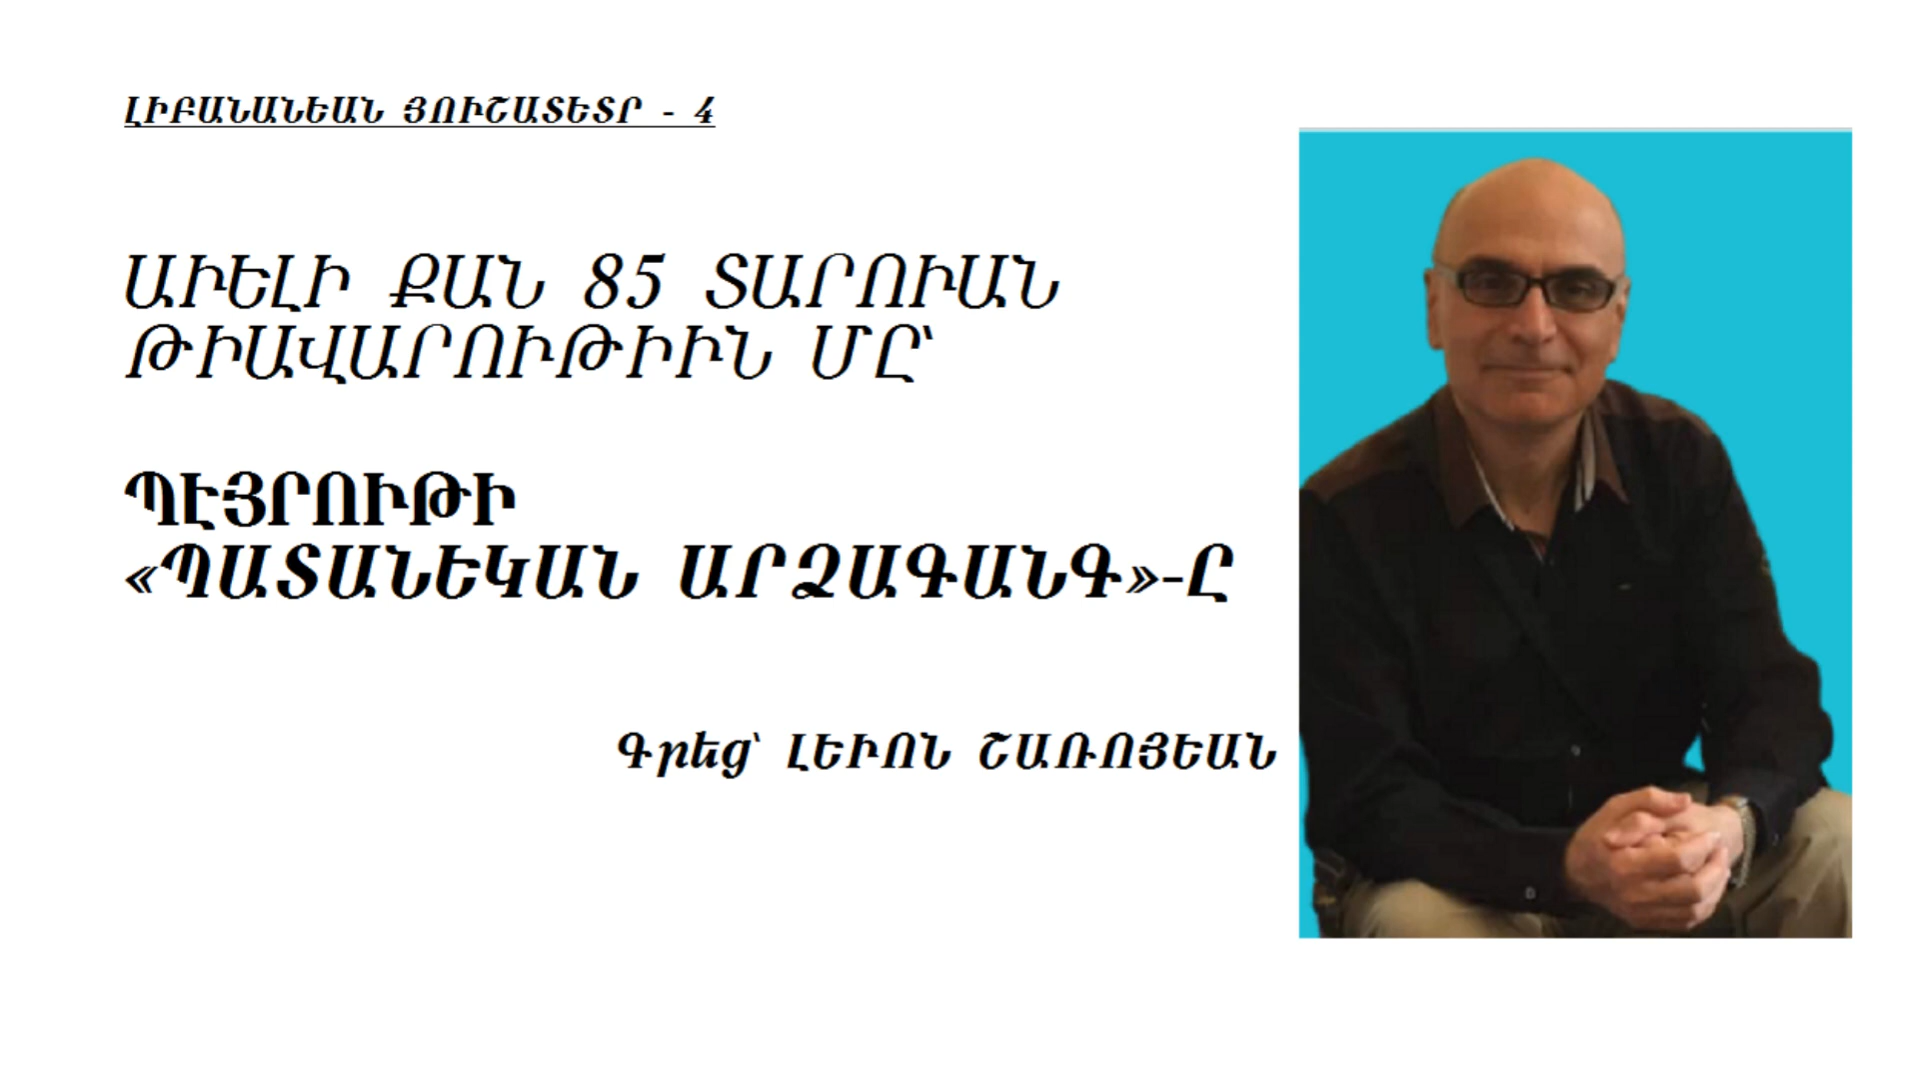 ԼԻԲԱՆԱՆԵԱՆ ՅՈՒՇԱՏԵՏՐ - 4
ԱՒԵԼԻ ՔԱՆ 85 ՏԱՐՈՒԱՆ
ԹԻԱՎԱՐՈՒԹԻՒՆ ՄԸ՝
ՊԷՅՐՈՒԹԻ
«ՊԱՏԱՆԵԿԱՆ ԱՐՁԱԳԱՆԳ»-Ը
Գրեց՝ ԼԵՒՈՆ ՇԱՌՈՅԵԱՆ